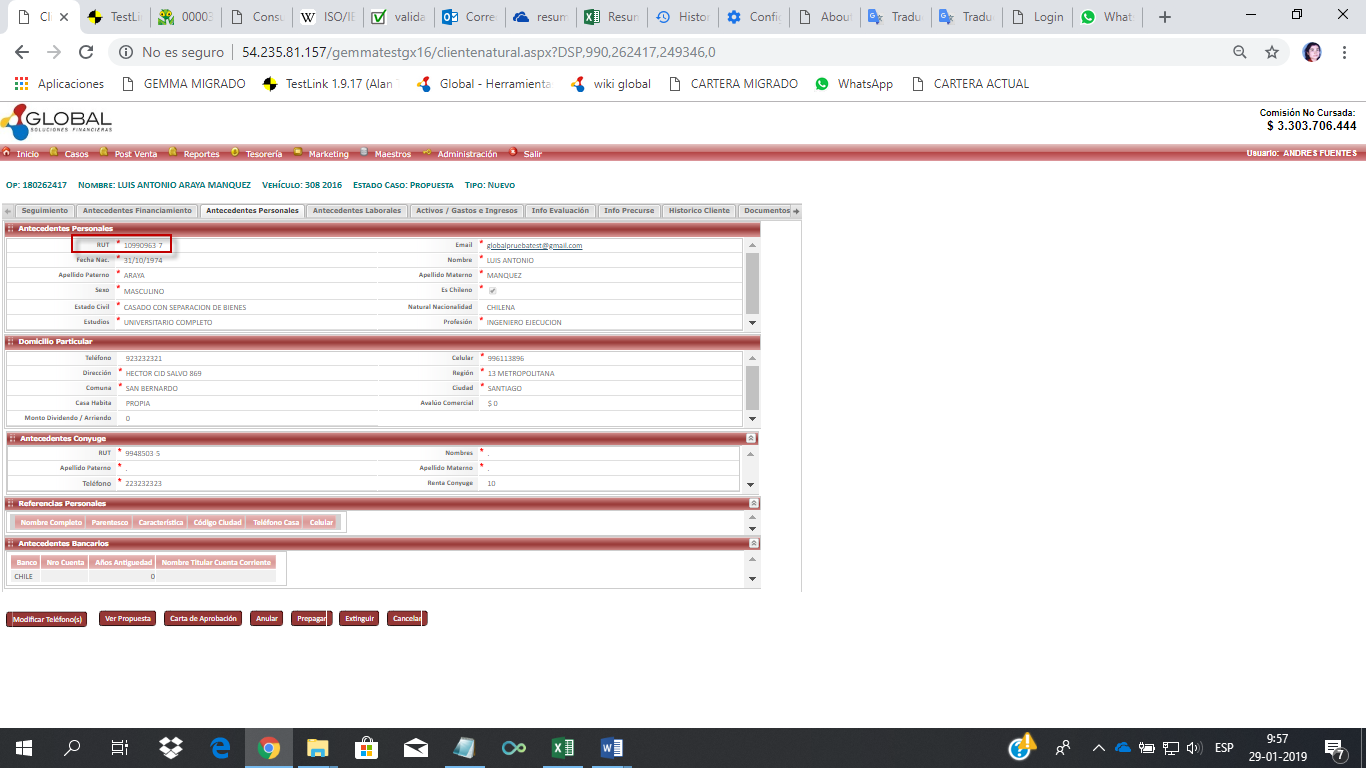 Cli TestLin 00003 Consu ISO/IE valida Corre resum Resun Histor Config About Tradu Tradu Login What
No es seguro 54.235.81.157/gemmatestgx16/clientenatural.aspx?DSP,990,262417,249346,0
Aplicaciones GEMMA MIGRADO TestLink 1.9.17 (Alan Global - Herramienta wiki global CARTERA MIGRADO WhatsApp CARTERA ACTUAL
GLOBAL
SOLUCIONES FINANCIERAS
Comisión No Cursada:
$ 3.303.706.444
Inicio Casos Post Venta Reportes Tesorería Marketing Maestros Administración Salir Usuario: ANDRES FUENTES
OP: 180262417 NOMBRE: LUIS ANTONIO ARAYA MANQUEZ VEHÍCULO: 308 2016 ESTADO CASO: PROPUESTA TIPO: NUEVO
Seguimiento Antecedentes Financiamiento Antecedentes Personales Antecedentes Laborales Activos / Gastos e Ingresos Info Evaluación Info Precurse Historico Cliente Documentos
Antecedentes Personales
RUT * 10990963-7 Email * globalpruebatest@gmail.com
Fecha Nac. * 31/10/1974 Nombre * LUIS ANTONIO
Apellido Paterno * ARAYA Apellido Materno * MANQUEZ
Sexo * MASCULINO Es Chileno *
Estado Civil * CASADO CON SEPARACION DE BIENES Natural Nacionalidad CHILENA
Estudios * UNIVERSITARIO COMPLETO Profesión * INGENIERO EJECUCION
Domicilio Particular
Teléfono 923232321 Celular * 996113896
Dirección * HECTOR CID SALVO 869 Región * 13 METROPOLITANA
Comuna * SAN BERNARDO Ciudad * SANTIAGO
Casa Habita PROPIA Avalúo Comercial $ 0
Monto Dividendo / Arriendo 0
Antecedentes Conyuge
RUT * 9948503-5 Nombres * .
Apellido Paterno * . Apellido Materno * .
Teléfono * 223232323 Renta Conyuge 10
Referencias Personales
Nombre Completo Parentesco Característica Código Ciudad Teléfono Casa Celular
Antecedentes Bancarios
Banco Nro Cuenta Años Antiguedad Nombre Titular Cuenta Corriente
CHILE 0
Modificar Teléfono(s) Ver Propuesta Carta de Aprobación Anular Prepagar Extinguir Cancelar
ESP 9:57
29-01-2019 7